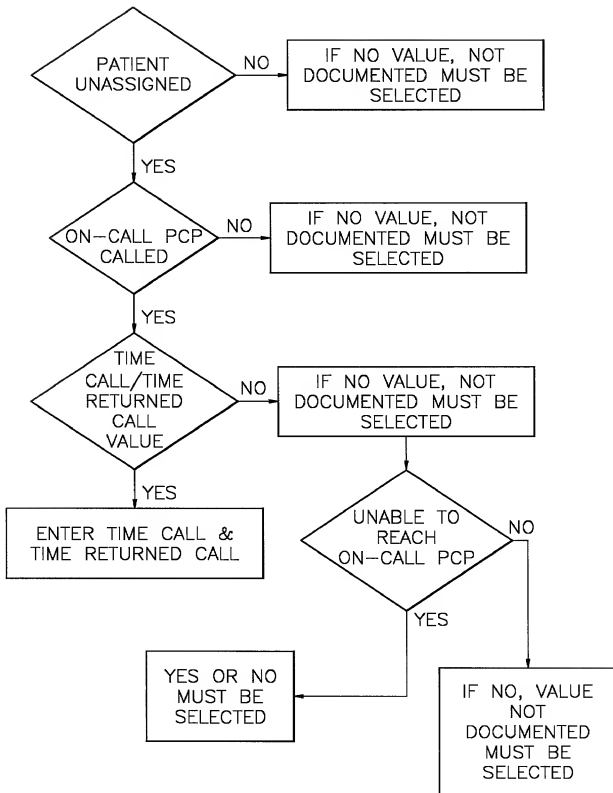 PATIENT
UNASSIGNED
NO
IF NO VALUE, NOT
DOCUMENTED MUST BE
SELECTED
YES
ON-CALL PCP
CALLED
NO
IF NO VALUE, NOT
DOCUMENTED MUST BE
SELECTED
YES
TIME
CALL/TIME
RETURNED
CALL
VALUE
NO
IF NO VALUE, NOT
DOCUMENTED MUST BE
SELECTED
YES
ENTER TIME CALL &
TIME RETURNED CALL
UNABLE TO
REACH
ON-CALL PCP
NO
YES
YES OR NO
MUST BE
SELECTED
IF NO, VALUE
NOT
DOCUMENTED
MUST BE
SELECTED